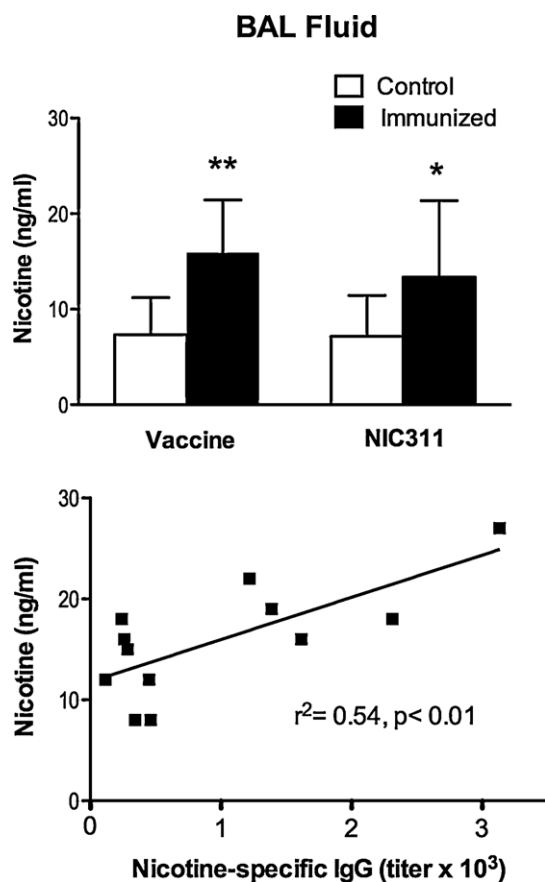 BAL Fluid
Control
Immunized
Nicotine (ng/ml)
30
20
10
0
**
*
Vaccine
NIC311
Nicotine (ng/ml)
30
20
10
0
r²= 0.54, p< 0.01
0
1
2
3
Nicotine-specific IgG (titer x 10³)